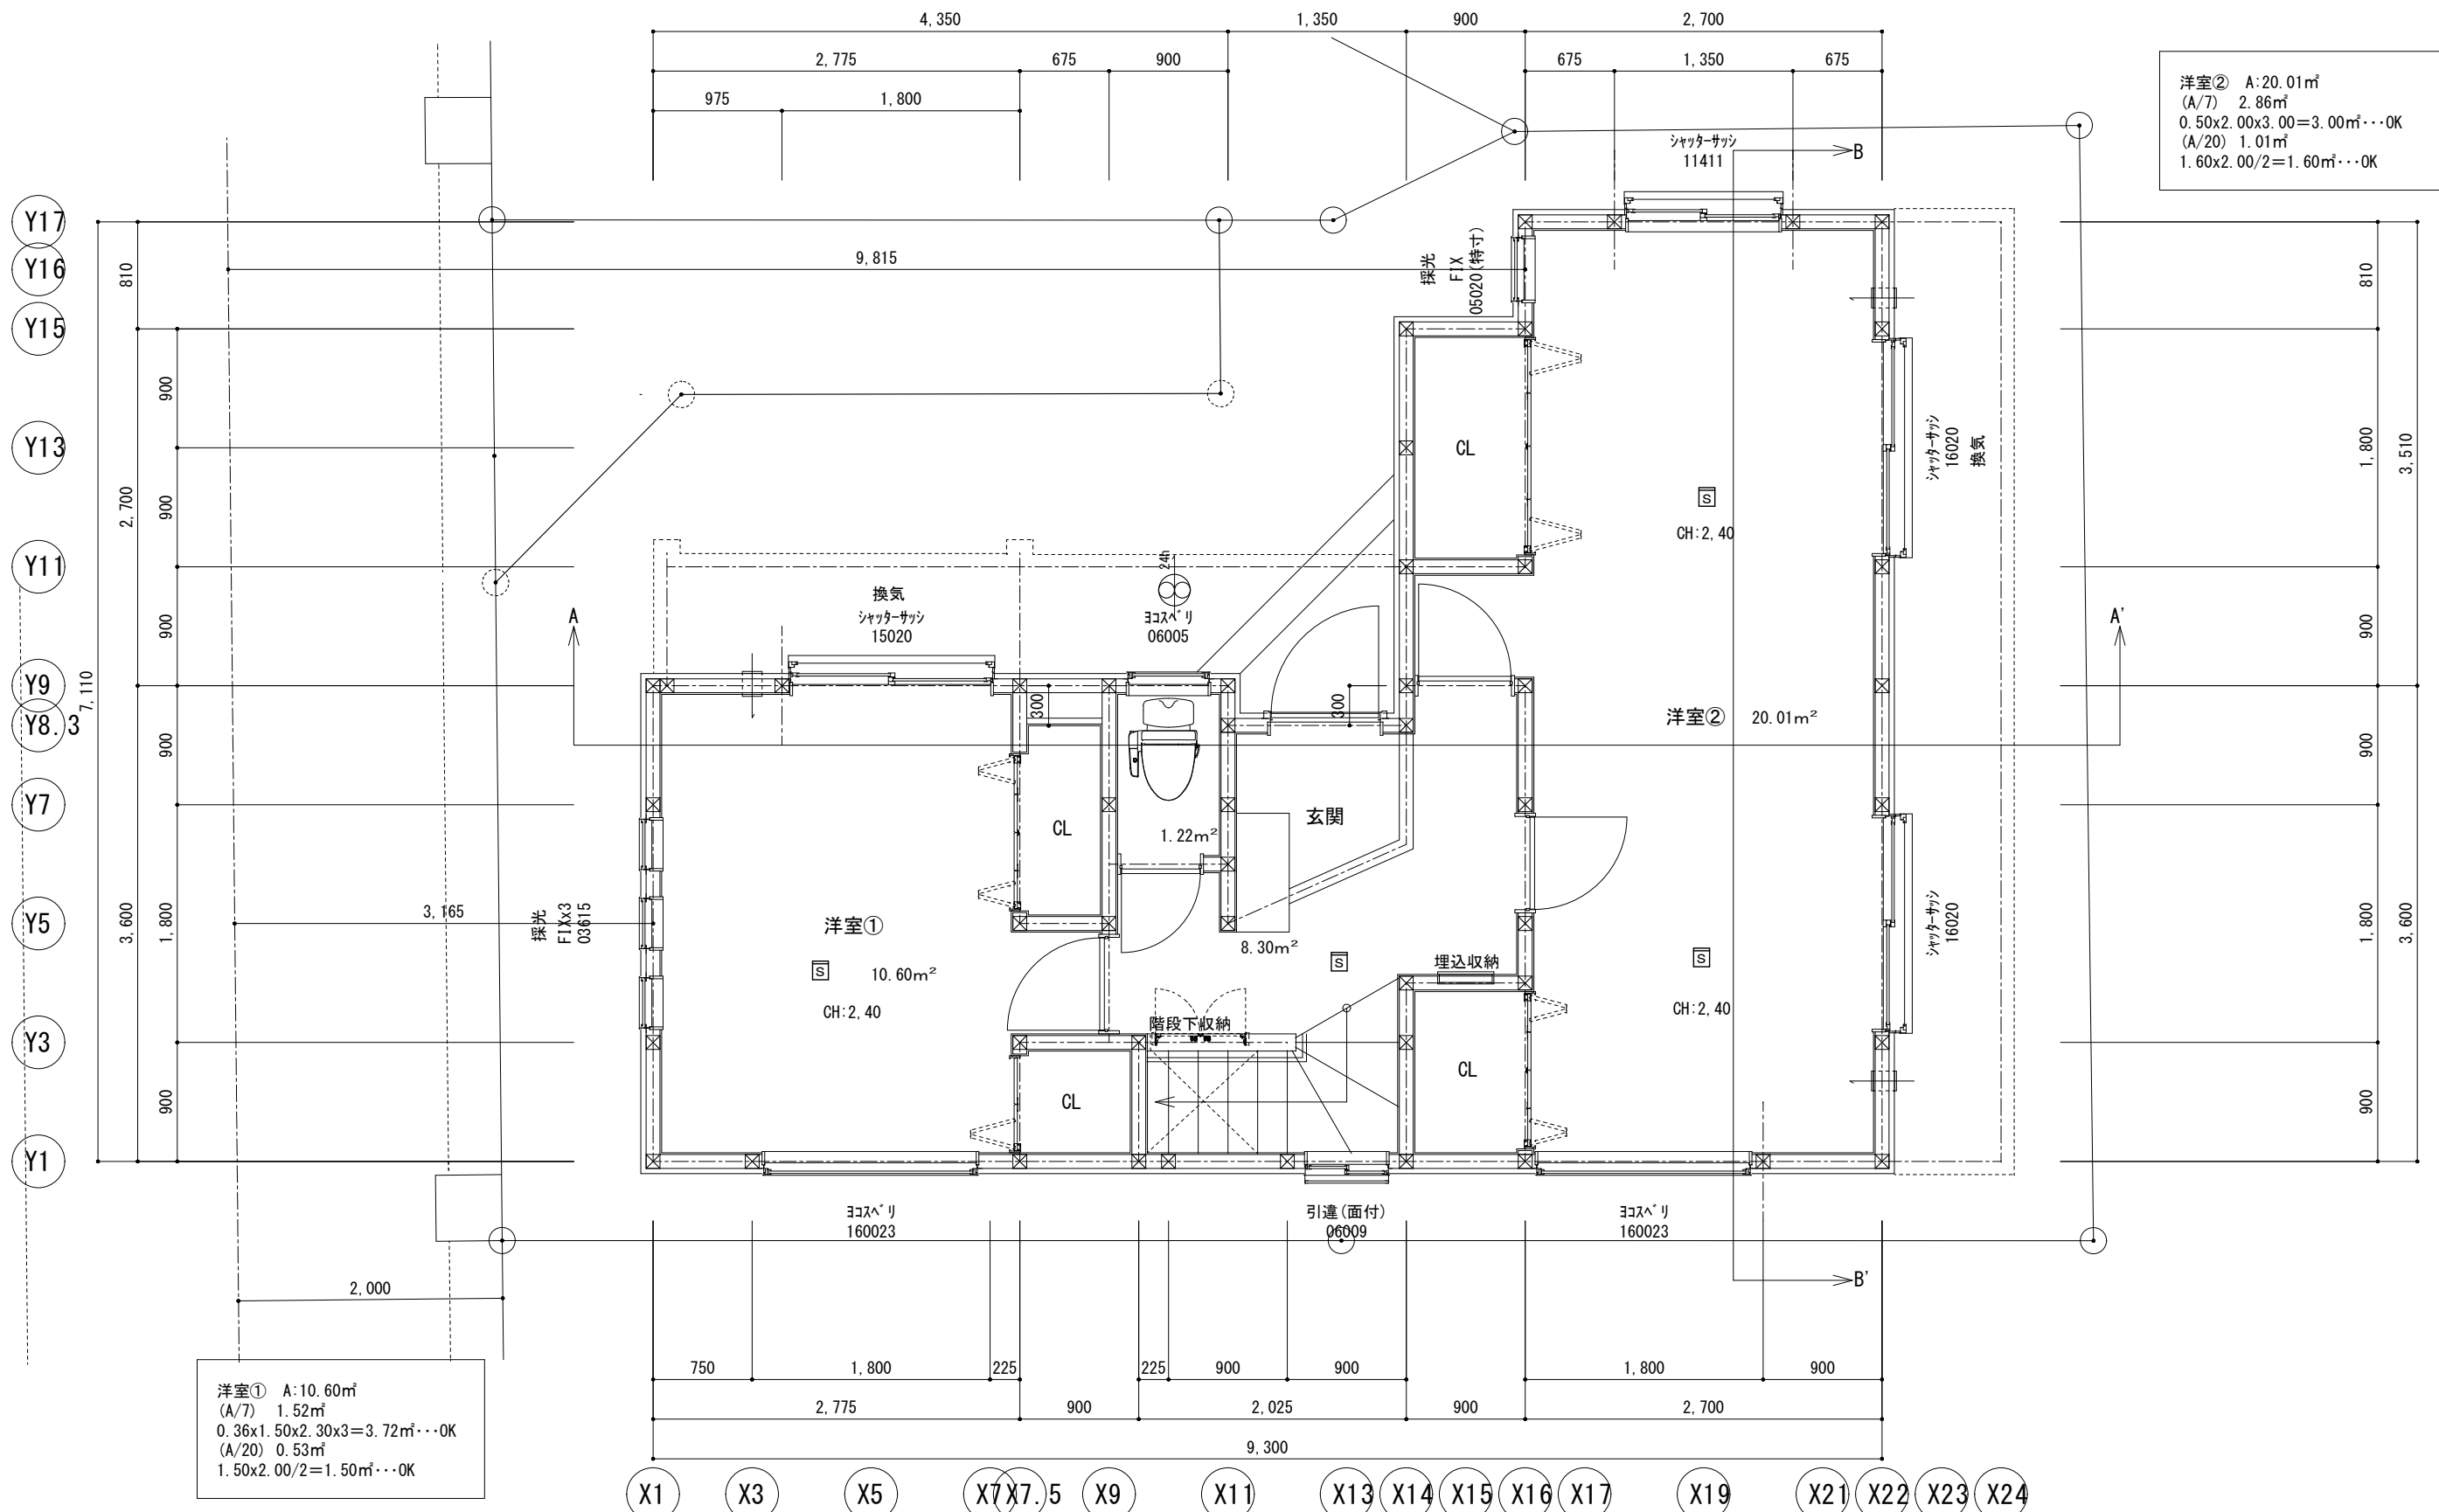 4,350
1,350
900
2,700
2,775
675
900
675
1,350
675
975
1,800
洋室② A:20.01㎡
(A/7) 2.86㎡
0.50x2.00x3.00=3.00㎡···OK
(A/20) 1.01㎡
1.60x2.00/2=1.60㎡···OK
シャッターサッシ
11411
B
Y17
Y16
Y15
Y13
Y11
Y9
Y8.3
Y7
Y5
Y3
Y1
810
2,700
3,600
7,110
900
900
900
900
1,800
900
9,815
採光
FIX
05020(特寸)
CL
S
CH:2,40
シャッターサッシ
16020
換気
810
1,800
3,510
900
900
1,800
3,600
900
A
換気
シャッターサッシ
15020
24h
ヨコスベリ
06005
A'
300
300
洋室② 20.01m²
玄関
1.22m²
CL
3,165
採光
FIXx3
03615
洋室①
S
10.60m²
CH:2,40
8.30m²
S
埋込収納
S
CH:2,40
シャッターサッシ
16020
階段下収納
CL
CL
ヨコスベリ
160023
引違(面付)
06009
ヨコスベリ
160023
B'
2,000
洋室① A:10.60㎡
(A/7) 1.52㎡
0.36x1.50x2.30x3=3.72㎡···OK
(A/20) 0.53㎡
1.50x2.00/2=1.50㎡···OK
750
1,800
225
225
900
900
1,800
900
2,775
900
2,025
900
2,700
9,300
X1
X3
X5
X7
X7.5
X9
X11
X13
X14
X15
X16
X17
X19
X21
X22
X23
X24